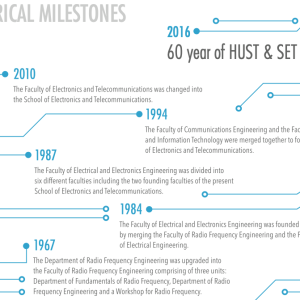 RICAL MILESTONES
2016
60 year of HUST & SET
2010
The Faculty of Electronics and Telecommunications was changed into
the School of Electronics and Telecommunications.
1994
The Faculty of Communications Engineering and the Fac
and Information Technology were merged together to fo
of Electronics and Telecommunications.
1987
The Faculty of Electrical and Electronics Engineering was divided into
six different faculties including the two founding faculties of the present
School of Electronics and Telecommunications.
1984
The Faculty of Electrical and Electronics Engineering was founded
by merging the Faculty of Radio Frequency Engineering and the F
of Electrical Engineering.
1967
The Department of Radio Frequency Engineering was upgraded into
the Faculty of Radio Frequency Engineering comprising of three units:
Department of Fundamentals of Radio Frequency, Department of Radio
Frequency Engineering and a Workshop for Radio Frequency.